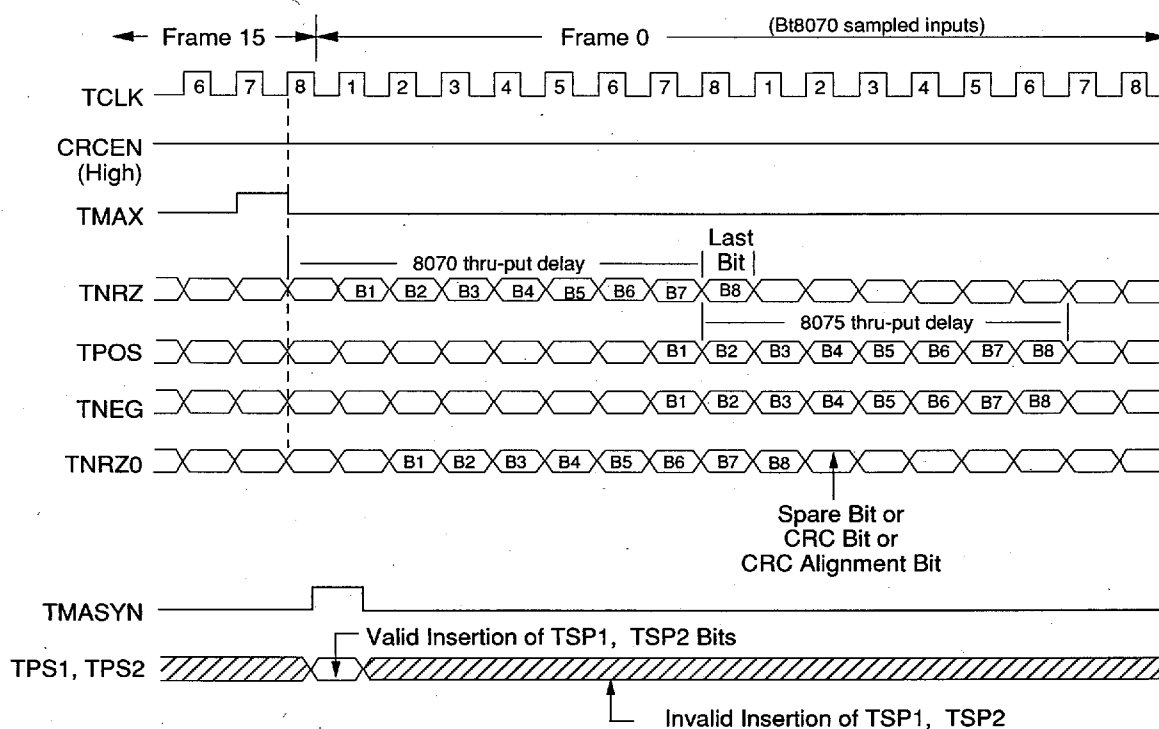 Frame 15 Frame 0 (Bt8070 sampled inputs)
TCLK 6 7 8 1 2 3 4 5 6 7 8 1 2 3 4 5 6 7 8
CRCEN
(High)
TMAX
8070 thru-put delay Last
Bit
TNRZ B1 B2 B3 B4 B5 B6 B7 B8
8075 thru-put delay
TPOS B1 B2 B3 B4 B5 B6 B7 B8
TNEG B1 B2 B3 B4 B5 B6 B7 B8
TNRZ0 B1 B2 B3 B4 B5 B6 B7 B8
Spare Bit or
CRC Bit or
CRC Alignment Bit
TMASYN
Valid Insertion of TSP1, TSP2 Bits
TPS1, TPS2
Invalid Insertion of TSP1, TSP2